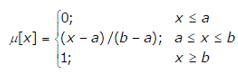 0; x ≤ a
μ[x] = { (x − a)/(b − a); a ≤ x ≤ b
1; x ≥ b